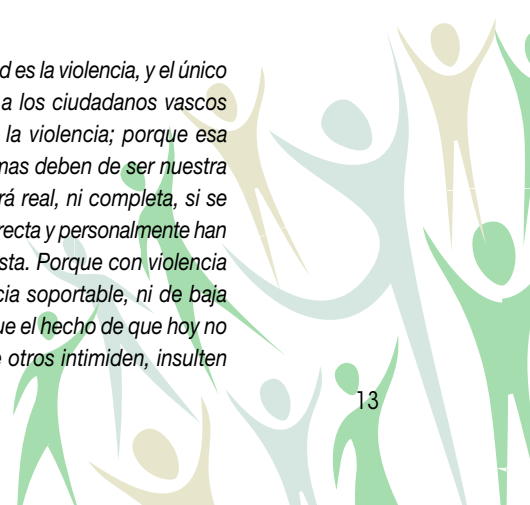 d es la violencia, y el único
a los ciudadanos vascos
la violencia; porque esa
mas deben de ser nuestra
rá real, ni completa, si se
recta y personalmente han
sta. Porque con violencia
cia soportable, ni de baja
ue el hecho de que hoy no
e otros intimiden, insulten
13